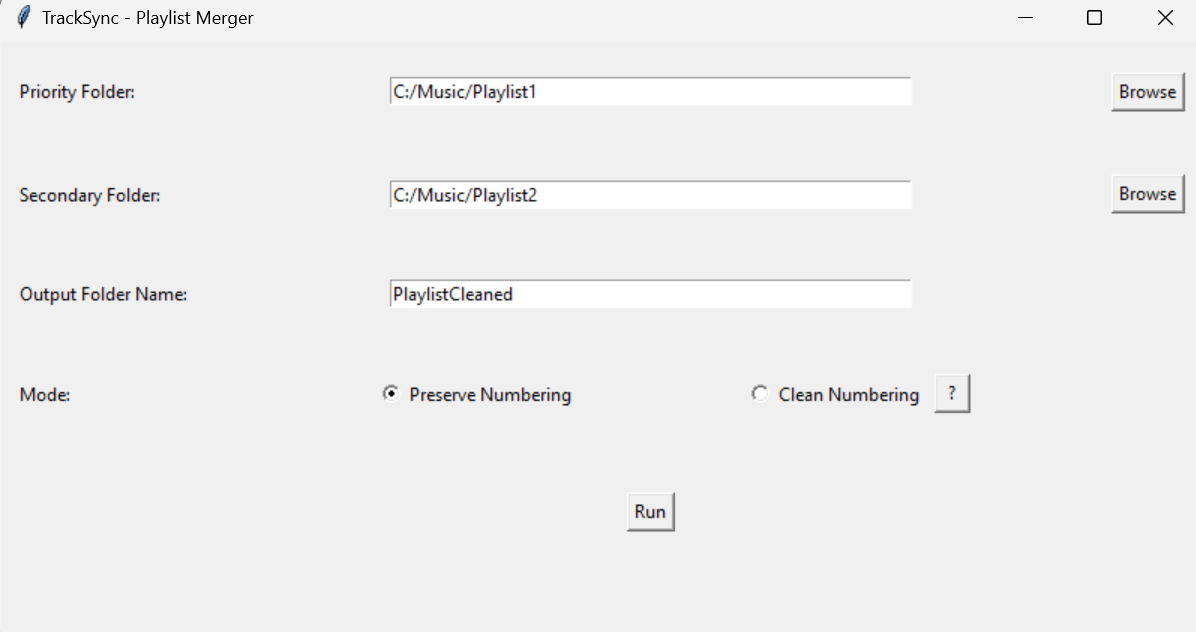 TrackSync - Playlist Merger
Priority Folder: C:/Music/Playlist1 Browse
Secondary Folder: C:/Music/Playlist2 Browse
Output Folder Name: PlaylistCleaned
Mode: Preserve Numbering Clean Numbering ?
Run